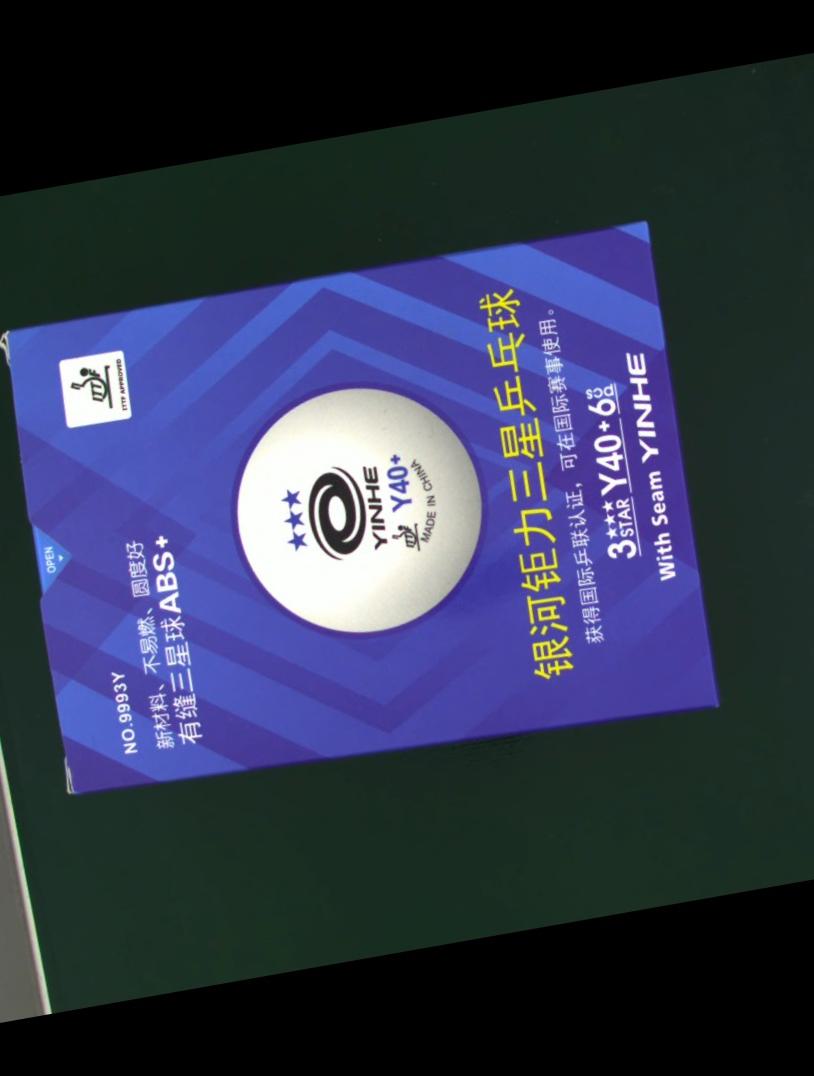 ITTF APPROVED
OPEN
NO.9993Y
新材料、不易燃、圆度好
有缝三星球ABS+
★★★
YINHE
Y40+
MADE IN CHINA
银河钜力三星乒乓球
获得国际乒联认证，可在国际赛事使用。
3★★★STAR Y40+
With Seam YINHE